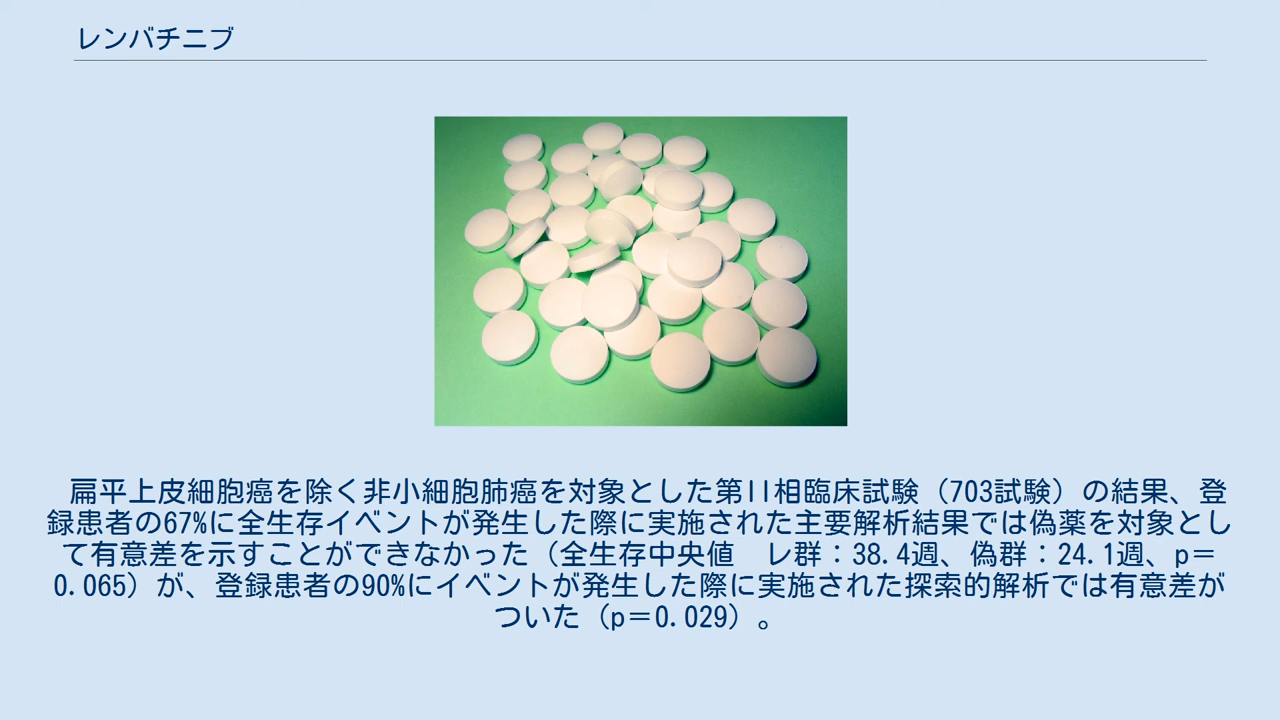 レンバチニブ
扁平上皮細胞癌を除く非小細胞肺癌を対象とした第II相臨床試験（703試験）の結果、登
録患者の67%に全生存イベントが発生した際に実施された主要解析結果では偽薬を対象とし
て有意差を示すことができなかった（全生存中央値　レ群：38.4週、偽群：24.1週、p＝
0.065）が、登録患者の90%にイベントが発生した際に実施された探索的解析では有意差が
ついた（p＝0.029）。